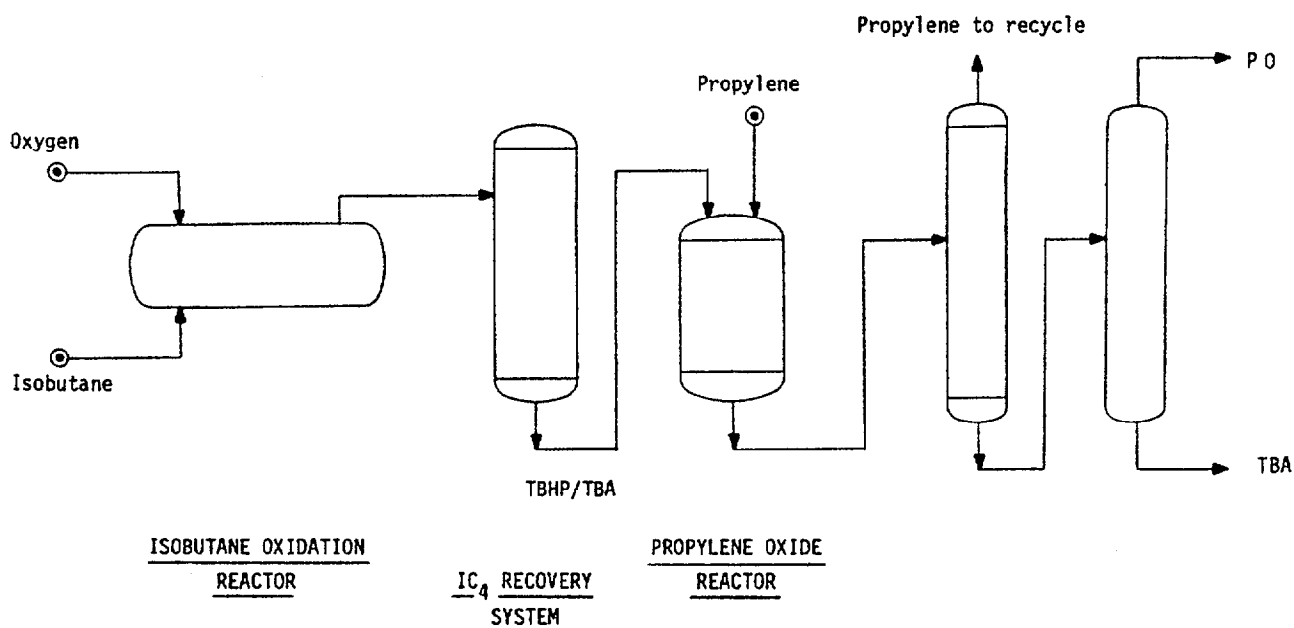 Propylene to recycle
P O
Propylene
Oxygen
Isobutane
TBHP/TBA
TBA
ISOBUTANE OXIDATION
REACTOR
IC4 RECOVERY
SYSTEM
PROPYLENE OXIDE
REACTOR